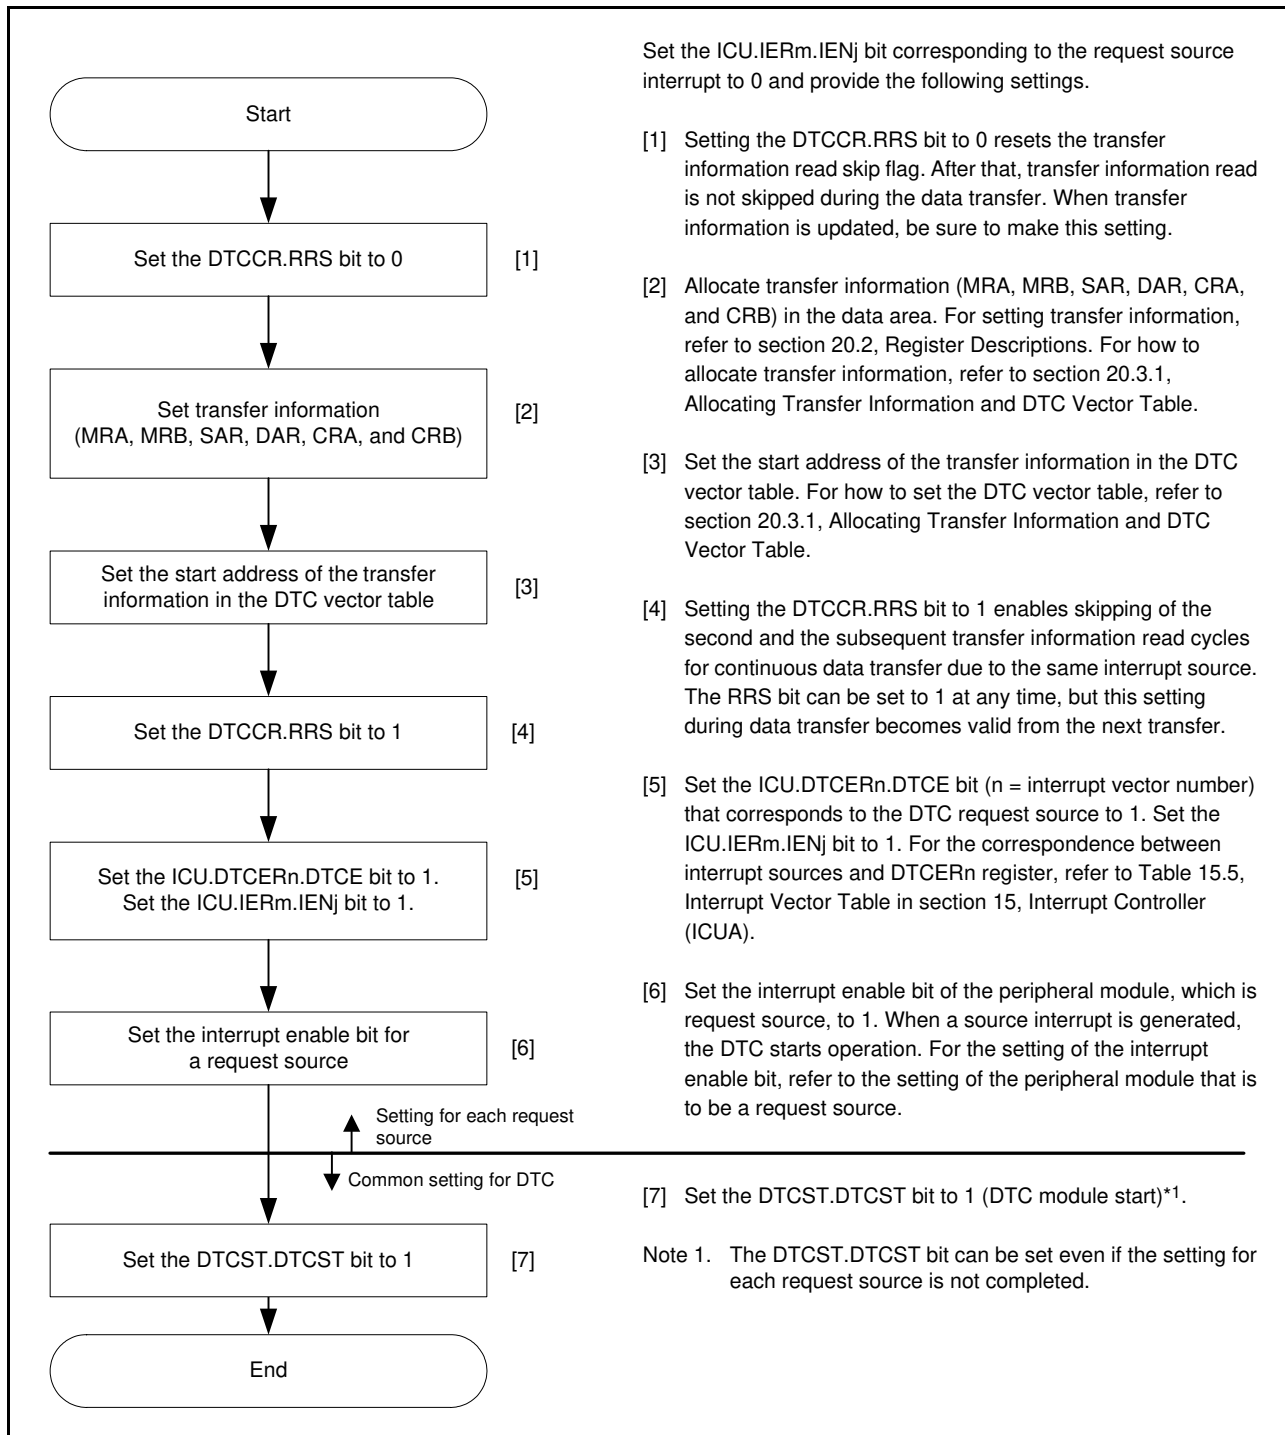 Start
Set the DTCCR.RRS bit to 0
[1]
Set transfer information
(MRA, MRB, SAR, DAR, CRA, and CRB)
[2]
Set the start address of the transfer
information in the DTC vector table
[3]
Set the DTCCR.RRS bit to 1
[4]
Set the ICU.DTCERn.DTCE bit to 1.
Set the ICU.IERm.IENj bit to 1.
[5]
Set the interrupt enable bit for
a request source
[6]
Setting for each request
source
Common setting for DTC
Set the DTCST.DTCST bit to 1
[7]
End
Set the ICU.IERm.IENj bit corresponding to the request source
interrupt to 0 and provide the following settings.
[1] Setting the DTCCR.RRS bit to 0 resets the transfer
information read skip flag. After that, transfer information read
is not skipped during the data transfer. When transfer
information is updated, be sure to make this setting.
[2] Allocate transfer information (MRA, MRB, SAR, DAR, CRA,
and CRB) in the data area. For setting transfer information,
refer to section 20.2, Register Descriptions. For how to
allocate transfer information, refer to section 20.3.1,
Allocating Transfer Information and DTC Vector Table.
[3] Set the start address of the transfer information in the DTC
vector table. For how to set the DTC vector table, refer to
section 20.3.1, Allocating Transfer Information and DTC
Vector Table.
[4] Setting the DTCCR.RRS bit to 1 enables skipping of the
second and the subsequent transfer information read cycles
for continuous data transfer due to the same interrupt source.
The RRS bit can be set to 1 at any time, but this setting
during data transfer becomes valid from the next transfer.
[5] Set the ICU.DTCERn.DTCE bit (n = interrupt vector number)
that corresponds to the DTC request source to 1. Set the
ICU.IERm.IENj bit to 1. For the correspondence between
interrupt sources and DTCERn register, refer to Table 15.5,
Interrupt Vector Table in section 15, Interrupt Controller
(ICUA).
[6] Set the interrupt enable bit of the peripheral module, which is
request source, to 1. When a source interrupt is generated,
the DTC starts operation. For the setting of the interrupt
enable bit, refer to the setting of the peripheral module that is
to be a request source.
[7] Set the DTCST.DTCST bit to 1 (DTC module start)*1.
Note 1. The DTCST.DTCST bit can be set even if the setting for
each request source is not completed.